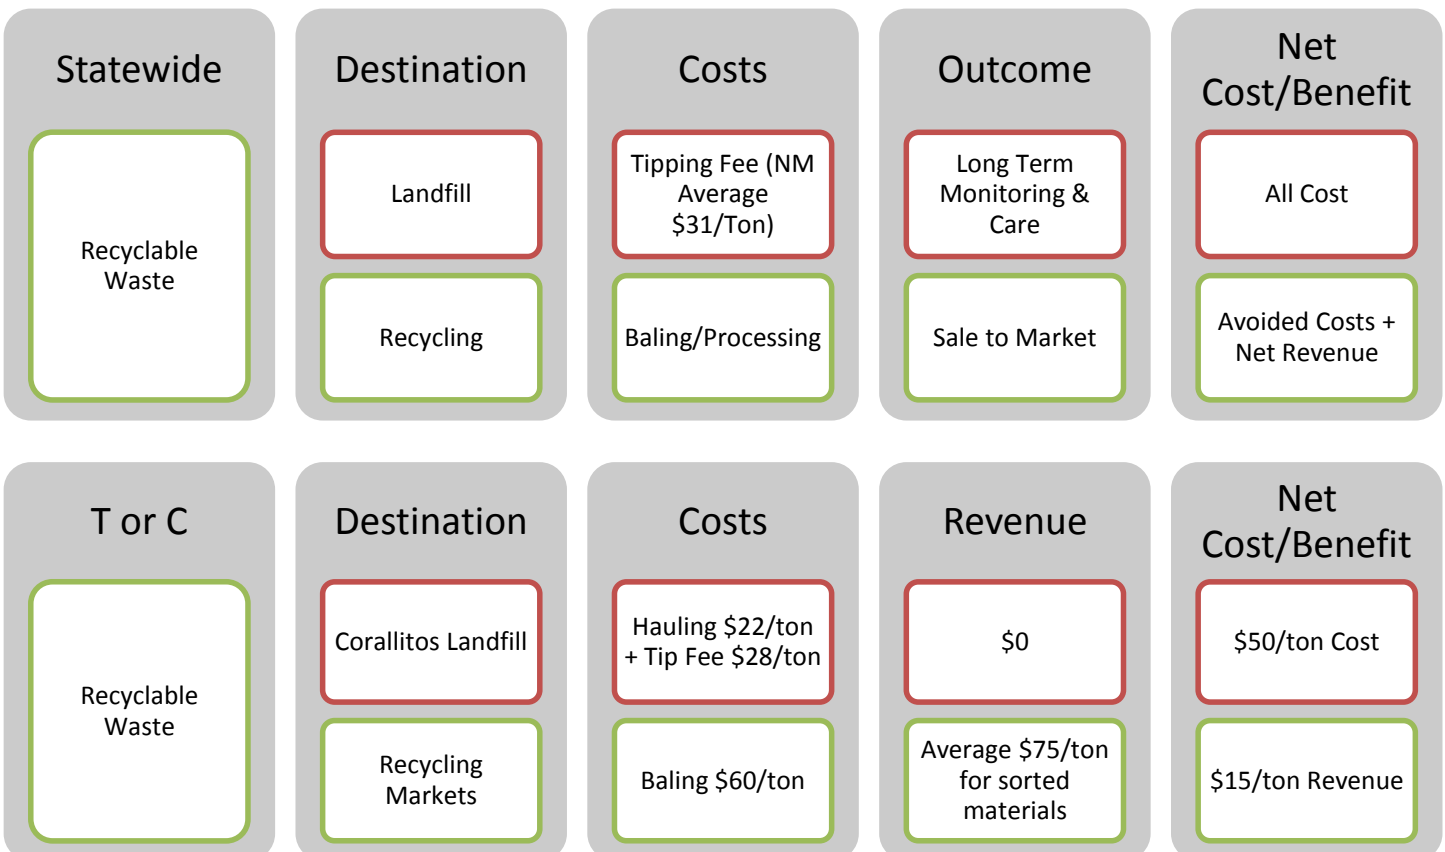 Statewide
Recyclable
Waste
Destination
Landfill
Recycling
Costs
Tipping Fee (NM
Average
$31/Ton)
Baling/Processing
Outcome
Long Term
Monitoring &
Care
Sale to Market
Net
Cost/Benefit
All Cost
Avoided Costs +
Net Revenue
T or C
Recyclable
Waste
Destination
Corallitos Landfill
Recycling
Markets
Costs
Hauling $22/ton
+ Tip Fee $28/ton
Baling $60/ton
Revenue
$0
Average $75/ton
for sorted
materials
Net
Cost/Benefit
$50/ton Cost
$15/ton Revenue